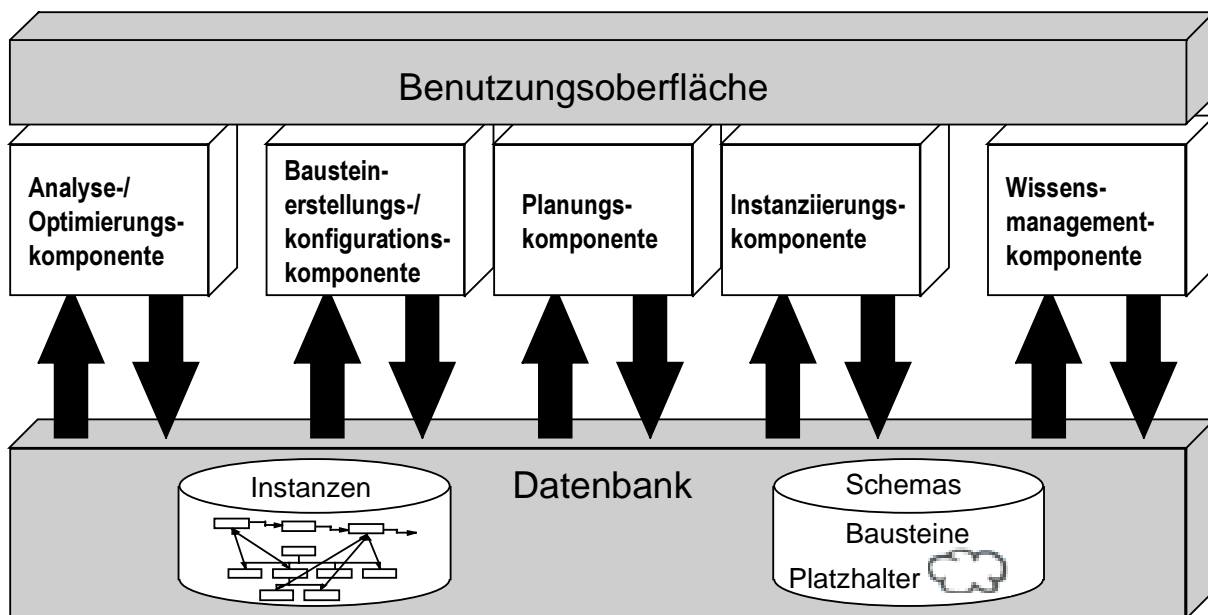 Benutzungsoberfläche
Analyse-/
Optimierungs-
komponente
Baustein-
erstellungs-/
konfigurations-
komponente
Planungs-
komponente
Instanziierungs-
komponente
Wissens-
management-
komponente
Datenbank
Instanzen
Schemas
Bausteine
Platzhalter